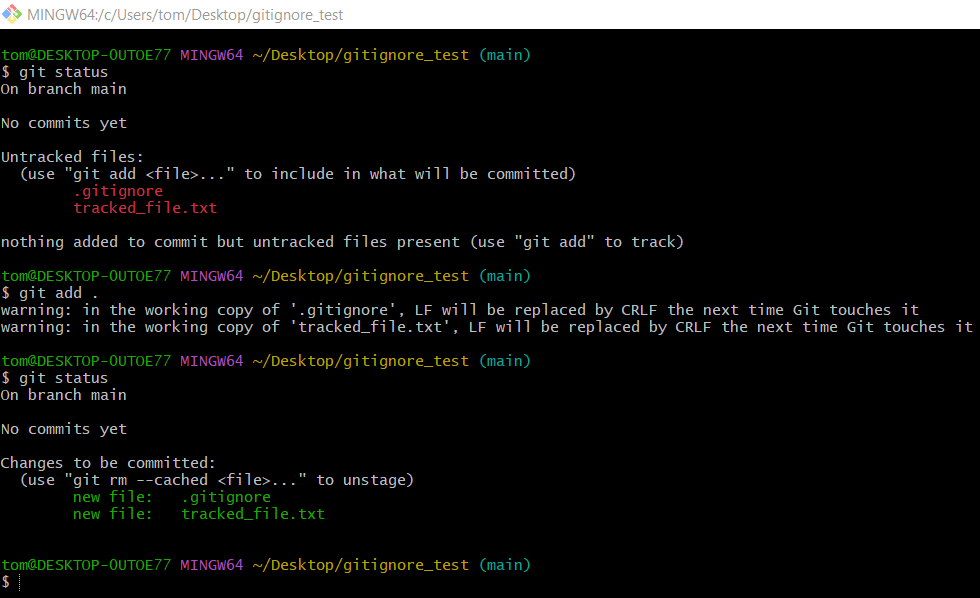 MINGW64:/c/Users/tom/Desktop/gitignore_test
tom@DESKTOP-OUTOE77 MINGW64 ~/Desktop/gitignore_test (main)
$ git status
On branch main
No commits yet
Untracked files:
(use "git add <file>..." to include in what will be committed)
.gitignore
tracked_file.txt
nothing added to commit but untracked files present (use "git add" to track)
tom@DESKTOP-OUTOE77 MINGW64 ~/Desktop/gitignore_test (main)
$ git add .
warning: in the working copy of '.gitignore', LF will be replaced by CRLF the next time Git touches it
warning: in the working copy of 'tracked_file.txt', LF will be replaced by CRLF the next time Git touches it
tom@DESKTOP-OUTOE77 MINGW64 ~/Desktop/gitignore_test (main)
$ git status
On branch main
No commits yet
Changes to be committed:
(use "git rm --cached <file>..." to unstage)
new file:   .gitignore
new file:   tracked_file.txt
tom@DESKTOP-OUTOE77 MINGW64 ~/Desktop/gitignore_test (main)
$